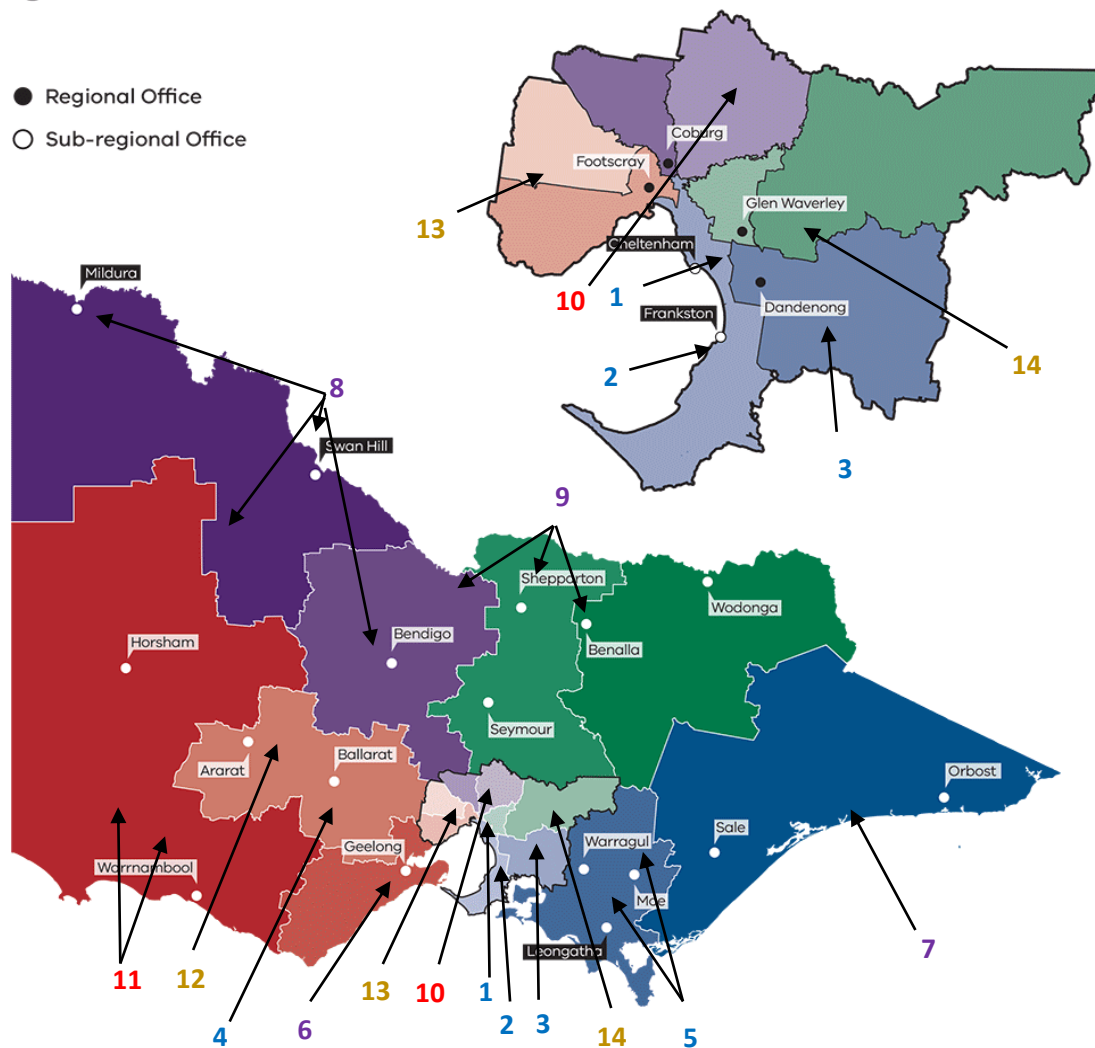 Regional Office
Sub-regional Office
Coburg
Footscray
Glen Waverley
13
Cheltenham
Mildura
10
1
Frankston
Dandenong
14
2
8
Swan Hill
3
9
Shepparton
Wodonga
Benalla
Bendigo
Horsham
Seymour
Ararat
Ballarat
Orbost
Sale
Geelong
Warragul
Warrnambool
Moe
Leongatha
7
11
12
13
10
1
6
2
3
4
14
5